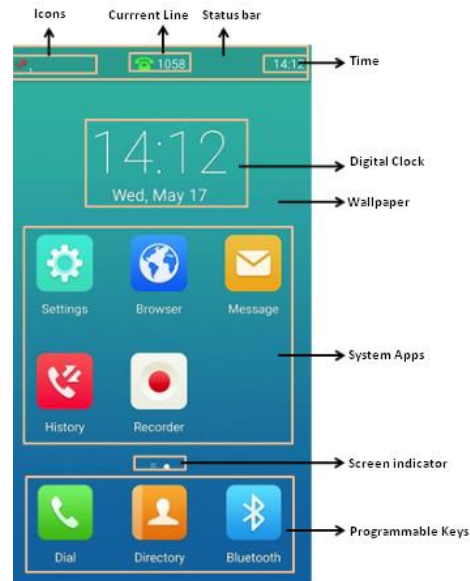 Icons Currrent Line Status bar
1058 14:12 Time
14:12 Digital Clock
Wed, May 17
Wallpaper
Settings Browser Message
System Apps
History Recorder
Screen indicator
Programmable Keys
Dial Directory Bluetooth